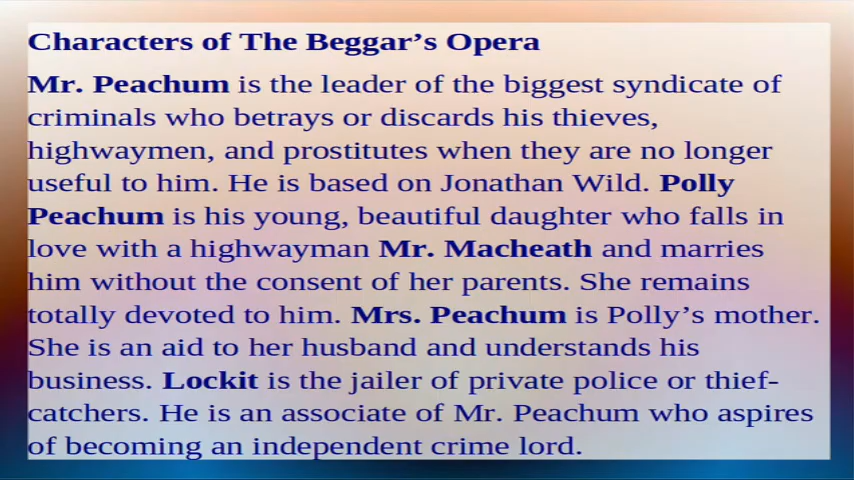 Characters of The Beggar’s Opera
Mr. Peachum is the leader of the biggest syndicate of
criminals who betrays or discards his thieves,
highwaymen, and prostitutes when they are no longer
useful to him. He is based on Jonathan Wild. Polly
Peachum is his young, beautiful daughter who falls in
love with a highwayman Mr. Macheath and marries
him without the consent of her parents. She remains
totally devoted to him. Mrs. Peachum is Polly’s mother.
She is an aid to her husband and understands his
business. Lockit is the jailer of private police or thief-
catchers. He is an associate of Mr. Peachum who aspires
of becoming an independent crime lord.